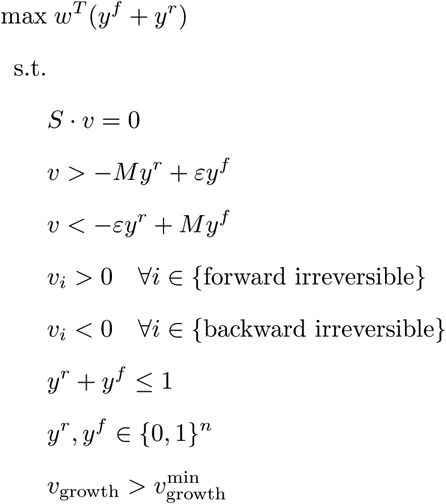 max w^T(y^f + y^r)
s.t.
S · v = 0
v > −My^r + εy^f
v < −εy^r + My^f
v_i > 0 ∀i ∈ {forward irreversible}
v_i < 0 ∀i ∈ {backward irreversible}
y^r + y^f ≤ 1
y^r, y^f ∈ {0, 1}^n
v_growth > v_growth^min